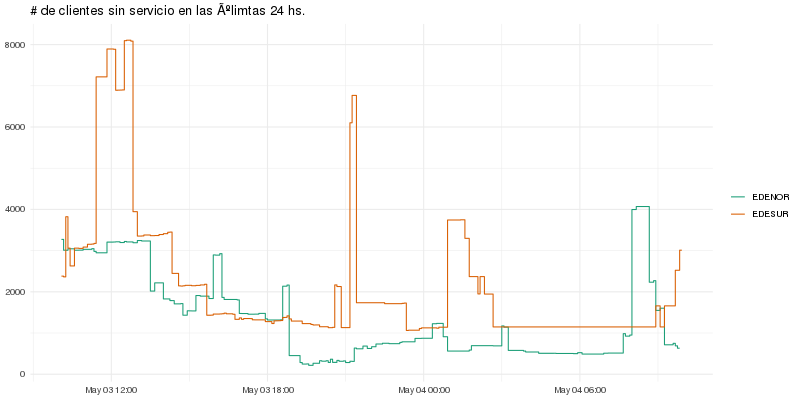 # de clientes sin servicio en las Ãºlimtas 24 hs.
8000
6000
4000
2000
0
May 03 12:00
May 03 18:00
May 04 00:00
May 04 06:00
EDENOR
EDESUR